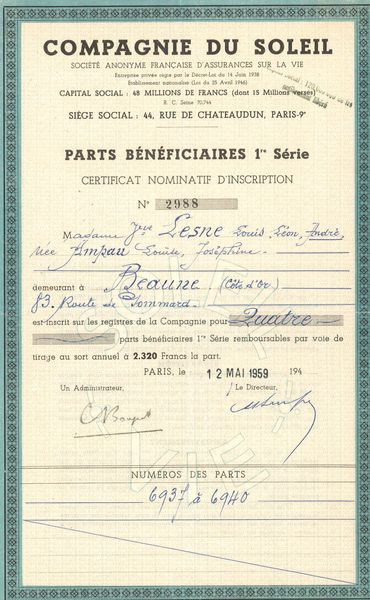 COMPAGNIE DU SOLEIL
SOCIÉTÉ ANONYME FRANÇAISE D'ASSURANCES SUR LA VIE
Entreprise privée régie par le Décret-Loi du 14 Juin 1938
Etablissement nationalisé (Loi du 25 Avril 1946)
CAPITAL SOCIAL : 48 MILLIONS DE FRANCS (dont 15 Millions versés)
R. C. Seine 70.744
SIÈGE SOCIAL : 44, RUE DE CHATEAUDUN, PARIS-9e
PARTS BÉNÉFICIAIRES 1re Série
CERTIFICAT NOMINATIF D'INSCRIPTION
No 2988
Madame Lesne Louis, Léon, André,
née Ampau Louise, Joséphine
demeurant à Beaune (Côte d'Or)
83. Route de Pommard
est inscrit sur les registres de la Compagnie pour Quatre
parts bénéficiaires 1re Série remboursables par voie de
tirage au sort annuel à 2.320 Francs la part.
PARIS, le 12 MAI 1959 194
Un Administrateur, Le Directeur,
NUMÉROS DES PARTS
6937 à 6940